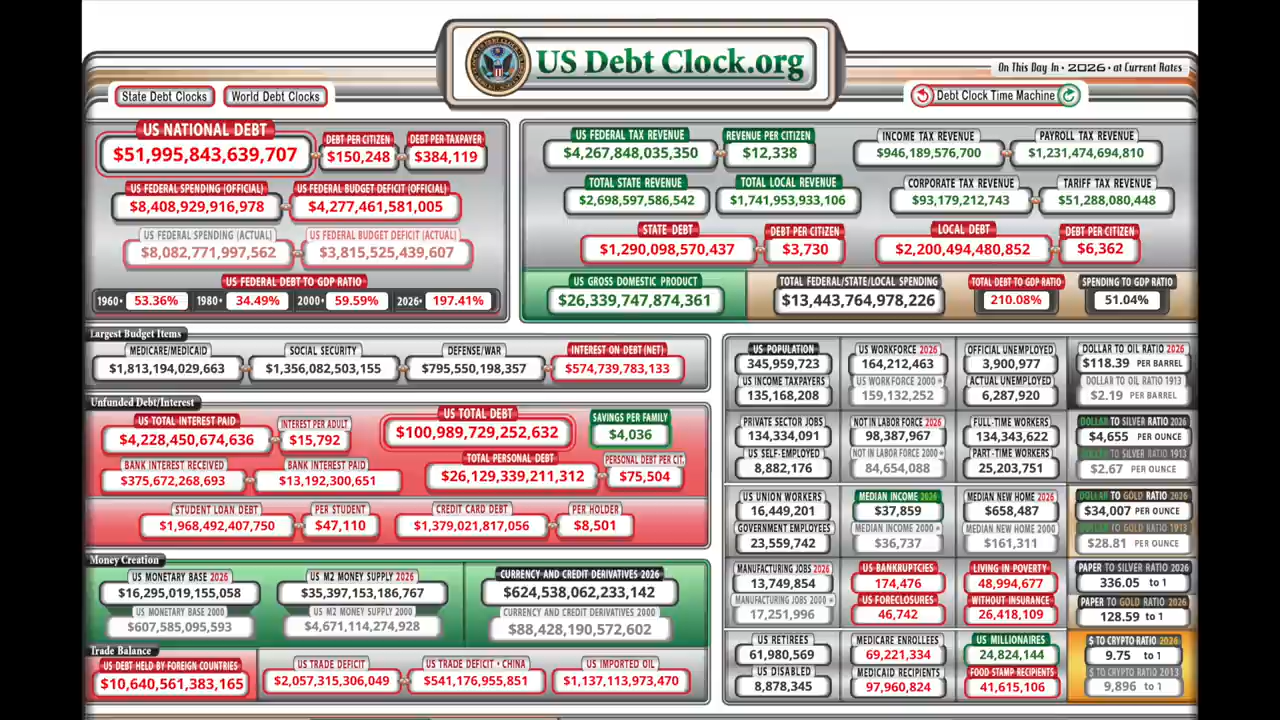 US Debt Clock.org
On This Day In • 2026 • at Current Rates
State Debt Clocks
World Debt Clocks
Debt Clock Time Machine
US NATIONAL DEBT
$51,995,843,639,707
DEBT PER CITIZEN
$150,248
DEBT PER TAXPAYER
$384,119
US FEDERAL SPENDING (OFFICIAL)
$8,408,929,916,978
US FEDERAL BUDGET DEFICIT (OFFICIAL)
$4,277,461,581,005
US FEDERAL SPENDING (ACTUAL)
$8,082,771,997,562
US FEDERAL BUDGET DEFICIT (ACTUAL)
$3,815,525,439,607
US FEDERAL DEBT TO GDP RATIO
1960• 53.36% 1980• 34.49% 2000• 59.59% 2026• 197.41%
US FEDERAL TAX REVENUE
$4,267,848,035,350
REVENUE PER CITIZEN
$12,338
INCOME TAX REVENUE
$946,189,576,700
PAYROLL TAX REVENUE
$1,231,474,694,810
TOTAL STATE REVENUE
$2,698,597,586,542
TOTAL LOCAL REVENUE
$1,741,953,933,106
CORPORATE TAX REVENUE
$93,179,212,743
TARIFF TAX REVENUE
$51,288,080,448
STATE DEBT
$1,290,098,570,437
DEBT PER CITIZEN
$3,730
LOCAL DEBT
$2,200,494,480,852
DEBT PER CITIZEN
$6,362
US GROSS DOMESTIC PRODUCT
$26,339,747,874,361
TOTAL FEDERAL/STATE/LOCAL SPENDING
$13,443,764,978,226
TOTAL DEBT TO GDP RATIO
210.08%
SPENDING TO GDP RATIO
51.04%
Largest Budget Items
MEDICARE/MEDICAID
$1,813,194,029,663
SOCIAL SECURITY
$1,356,082,503,155
DEFENSE/WAR
$795,550,198,357
INTEREST ON DEBT (NET)
$574,739,783,133
Unfunded Debt/Interest
US TOTAL INTEREST PAID
$4,228,450,674,636
INTEREST PER ADULT
$15,792
US TOTAL DEBT
$100,989,729,252,632
SAVINGS PER FAMILY
$4,036
BANK INTEREST RECEIVED
$375,672,268,693
BANK INTEREST PAID
$13,192,300,651
TOTAL PERSONAL DEBT
$26,129,339,211,312
PERSONAL DEBT PER CIT.
$75,504
STUDENT LOAN DEBT
$1,968,492,407,750
PER STUDENT
$47,110
CREDIT CARD DEBT
$1,379,021,817,056
PER HOLDER
$8,501
Money Creation
US MONETARY BASE 2026
$16,295,019,155,058
US MONETARY BASE 2000
$607,585,095,593
US M2 MONEY SUPPLY 2026
$35,397,153,186,767
US M2 MONEY SUPPLY 2000
$4,671,114,274,928
CURRENCY AND CREDIT DERIVATIVES 2026
$624,538,062,233,142
CURRENCY AND CREDIT DERIVATIVES 2000
$88,428,190,572,602
Trade Balance
US DEBT HELD BY FOREIGN COUNTRIES
$10,640,561,383,165
US TRADE DEFICIT
$2,057,315,306,049
US TRADE DEFICIT • CHINA
$541,176,955,851
US IMPORTED OIL
$1,137,113,973,470
US POPULATION
345,959,723
US INCOME TAXPAYERS
135,168,208
US WORKFORCE 2026
164,212,463
US WORKFORCE 2000
159,132,252
OFFICIAL UNEMPLOYED
3,900,977
ACTUAL UNEMPLOYED
6,287,920
DOLLAR TO OIL RATIO 2026
$118.39 PER BARREL
DOLLAR TO OIL RATIO 1913
$2.19 PER BARREL
PRIVATE SECTOR JOBS
134,334,091
US SELF-EMPLOYED
8,882,176
NOT IN LABOR FORCE 2026
98,387,967
NOT IN LABOR FORCE 2000
84,654,088
FULL-TIME WORKERS
134,343,622
PART-TIME WORKERS
25,203,751
DOLLAR TO SILVER RATIO 2026
$4,655 PER OUNCE
DOLLAR TO SILVER RATIO 1913
$2.67 PER OUNCE
US UNION WORKERS
16,449,201
GOVERNMENT EMPLOYEES
23,559,742
MEDIAN INCOME 2026
$37,859
MEDIAN INCOME 2000
$36,737
MEDIAN NEW HOME 2026
$658,487
MEDIAN NEW HOME 2000
$161,311
DOLLAR TO GOLD RATIO 2026
$34,007 PER OUNCE
DOLLAR TO GOLD RATIO 1913
$28.81 PER OUNCE
MANUFACTURING JOBS 2026
13,749,854
MANUFACTURING JOBS 2000
17,251,996
US BANKRUPTCIES
174,476
US FORECLOSURES
46,742
LIVING IN POVERTY
48,994,677
WITHOUT INSURANCE
26,418,109
PAPER TO SILVER RATIO 2026
336.05 to 1
PAPER TO GOLD RATIO 2026
128.59 to 1
US RETIREES
61,980,569
US DISABLED
8,878,345
MEDICARE ENROLLEES
69,221,334
MEDICAID RECIPIENTS
97,960,824
US MILLIONAIRES
24,824,144
FOOD STAMP RECIPIENTS
41,615,106
$ TO CRYPTO RATIO 2026
9.75 to 1
$ TO CRYPTO RATIO 2013
9,896 to 1